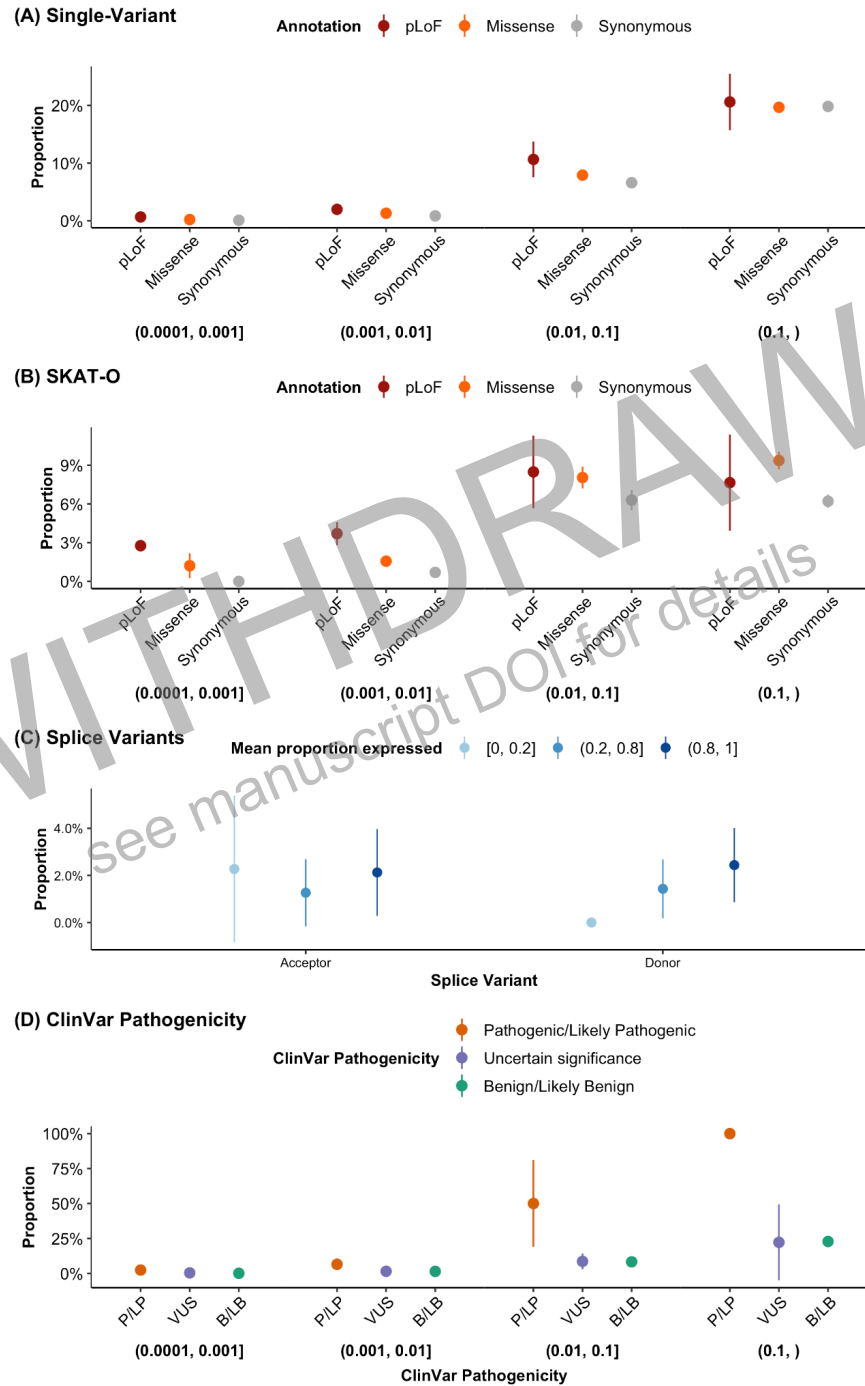 (A) Single-Variant
Annotation pLoF Missense Synonymous
Proportion
20%
10%
0%
pLoF Missense Synonymous pLoF Missense Synonymous pLoF Missense Synonymous pLoF Missense Synonymous
(0.0001, 0.001] (0.001, 0.01] (0.01, 0.1] (0.1, )
(B) SKAT-O
Annotation pLoF Missense Synonymous
Proportion
9%
6%
3%
0%
pLoF Missense Synonymous pLoF Missense Synonymous pLoF Missense Synonymous pLoF Missense Synonymous
(0.0001, 0.001] (0.001, 0.01] (0.01, 0.1] (0.1, )
WITHDRAW
see manuscript DOI for details
(C) Splice Variants
Mean proportion expressed [0, 0.2] (0.2, 0.8] (0.8, 1]
Proportion
4.0%
2.0%
0.0%
Acceptor Donor
Splice Variant
(D) ClinVar Pathogenicity
ClinVar Pathogenicity
Pathogenic/Likely Pathogenic
Uncertain significance
Benign/Likely Benign
Proportion
100%
75%
50%
25%
0%
P/LP VUS B/LB P/LP VUS B/LB P/LP VUS B/LB P/LP VUS B/LB
(0.0001, 0.001] (0.001, 0.01] (0.01, 0.1] (0.1, )
ClinVar Pathogenicity